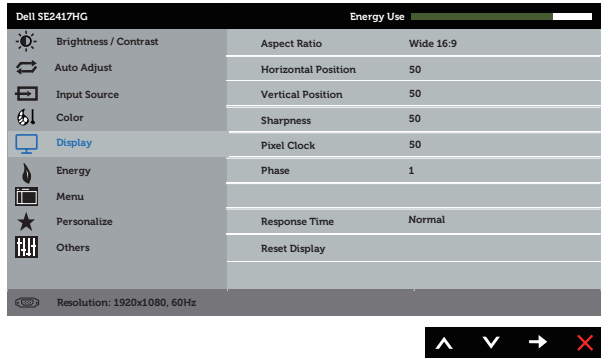 Dell SE2417HG Energy Use
Brightness / Contrast Aspect Ratio Wide 16:9
Auto Adjust Horizontal Position 50
Input Source Vertical Position 50
Color Sharpness 50
Display Pixel Clock 50
Energy Phase 1
Menu
Personalize Response Time Normal
Others Reset Display
Resolution: 1920x1080, 60Hz